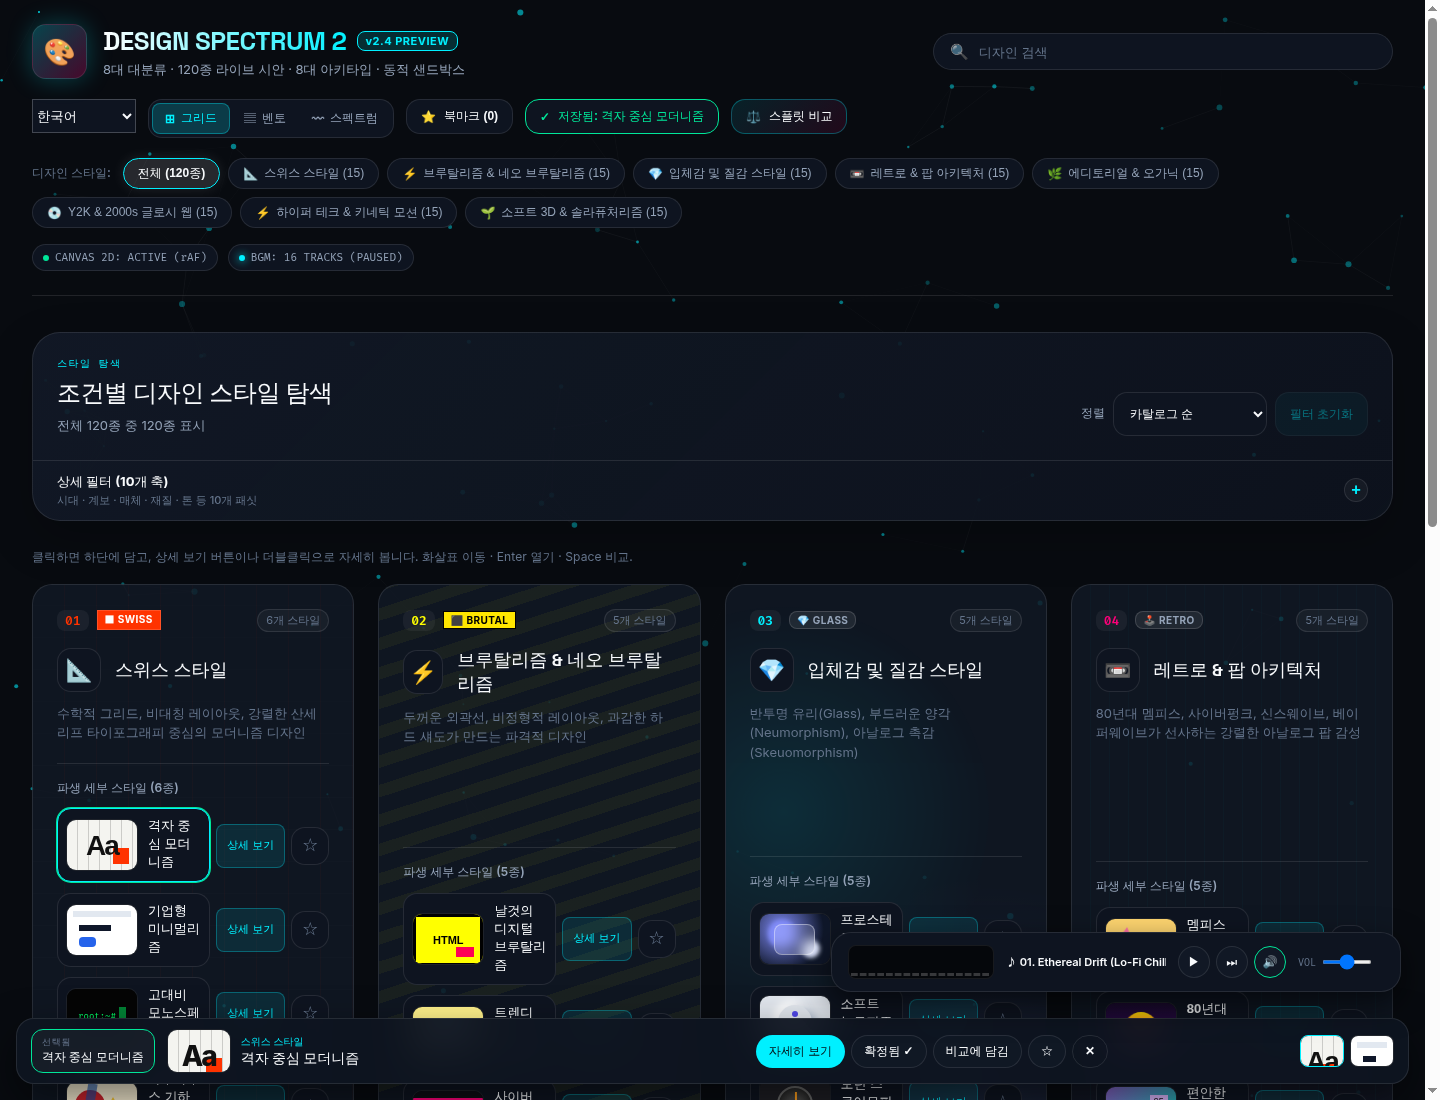 DESIGN SPECTRUM 2 v2.4 PREVIEW
8대 대분류 · 120종 라이브 시안 · 8대 아키타입 · 동적 샌드박스
디자인 검색
한국어
그리드 벤토 스펙트럼
북마크 (0)
✓ 저장됨: 격자 중심 모더니즘
스플릿 비교
디자인 스타일:
전체 (120종)
스위스 스타일 (15)
브루탈리즘 & 네오 브루탈리즘 (15)
입체감 및 질감 스타일 (15)
레트로 & 팝 아키텍처 (15)
에디토리얼 & 오가닉 (15)
Y2K & 2000s 글로시 웹 (15)
하이퍼 테크 & 키네틱 모션 (15)
소프트 3D & 솔라퓨처리즘 (15)
CANVAS 2D: ACTIVE (rAF)
BGM: 16 TRACKS (PAUSED)
스타일 탐색
조건별 디자인 스타일 탐색
전체 120종 중 120종 표시
정렬 카탈로그 순 필터 초기화
상세 필터 (10개 축)
시대 · 계보 · 매체 · 재질 · 톤 등 10개 패싯
+
클릭하면 하단에 담고, 상세 보기 버튼이나 더블클릭으로 자세히 봅니다. 화살표 이동 · Enter 열기 · Space 비교.
01 SWISS 6개 스타일
스위스 스타일
수학적 그리드, 비대칭 레이아웃, 강렬한 산세
리프 타이포그래피 중심의 모더니즘 디자인
파생 세부 스타일 (6종)
Aa
격자 중
심 모더
니즘
상세 보기
☆
기업형
미니멀리
즘
상세 보기
☆
root:~#
고대비
모노스페
상세 보기
☆
스 기하
02 BRUTAL 5개 스타일
브루탈리즘 & 네오 브루탈
리즘
두꺼운 외곽선, 비정형적 레이아웃, 과감한 하
드 섀도가 만드는 파격적 디자인
파생 세부 스타일 (5종)
HTML
날것의
디지털
브루탈리
즘
상세 보기
☆
트렌디
사이버
03 GLASS 5개 스타일
입체감 및 질감 스타일
반투명 유리(Glass), 부드러운 양각
(Neumorphism), 아날로그 촉감
(Skeuomorphism)
파생 세부 스타일 (5종)
프로스테
소프트
04 RETRO 5개 스타일
레트로 & 팝 아키텍처
80년대 멤피스, 사이버펑크, 신스웨이브, 베이
퍼웨이브가 선사하는 강렬한 아날로그 팝 감성
파생 세부 스타일 (5종)
멤피스
80년대
편안한
♪ 01. Ethereal Drift (Lo-Fi Chill
VOL
선택됨
격자 중심 모더니즘
Aa
스위스 스타일
격자 중심 모더니즘
자세히 보기
확정됨 ✓
비교에 담김
☆
✕
Aa